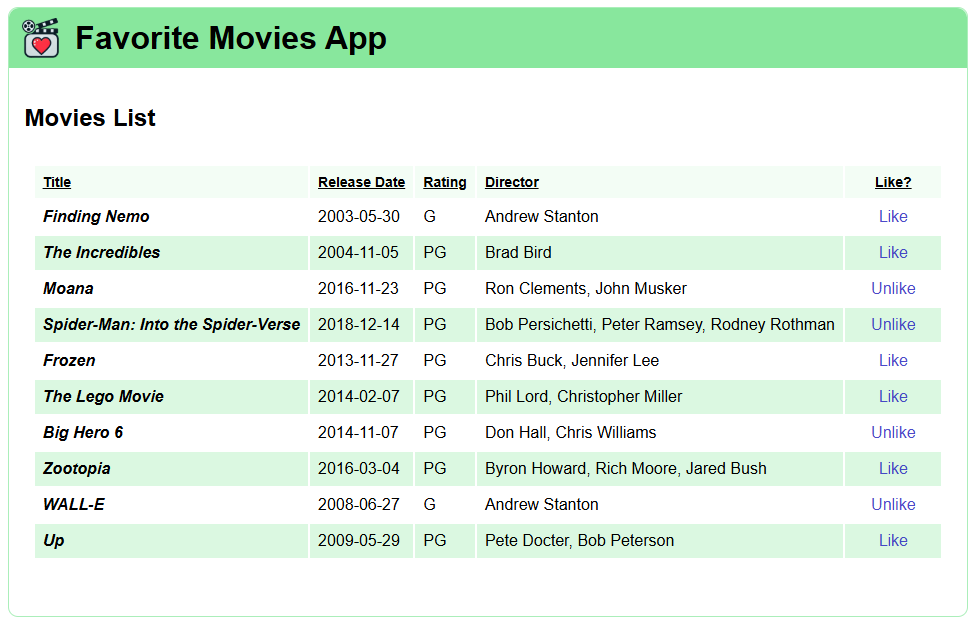 Favorite Movies App
Movies List
Title Release Date Rating Director Like?
Finding Nemo 2003-05-30 G Andrew Stanton Like
The Incredibles 2004-11-05 PG Brad Bird Like
Moana 2016-11-23 PG Ron Clements, John Musker Unlike
Spider-Man: Into the Spider-Verse 2018-12-14 PG Bob Persichetti, Peter Ramsey, Rodney Rothman Unlike
Frozen 2013-11-27 PG Chris Buck, Jennifer Lee Like
The Lego Movie 2014-02-07 PG Phil Lord, Christopher Miller Like
Big Hero 6 2014-11-07 PG Don Hall, Chris Williams Unlike
Zootopia 2016-03-04 PG Byron Howard, Rich Moore, Jared Bush Like
WALL-E 2008-06-27 G Andrew Stanton Unlike
Up 2009-05-29 PG Pete Docter, Bob Peterson Like